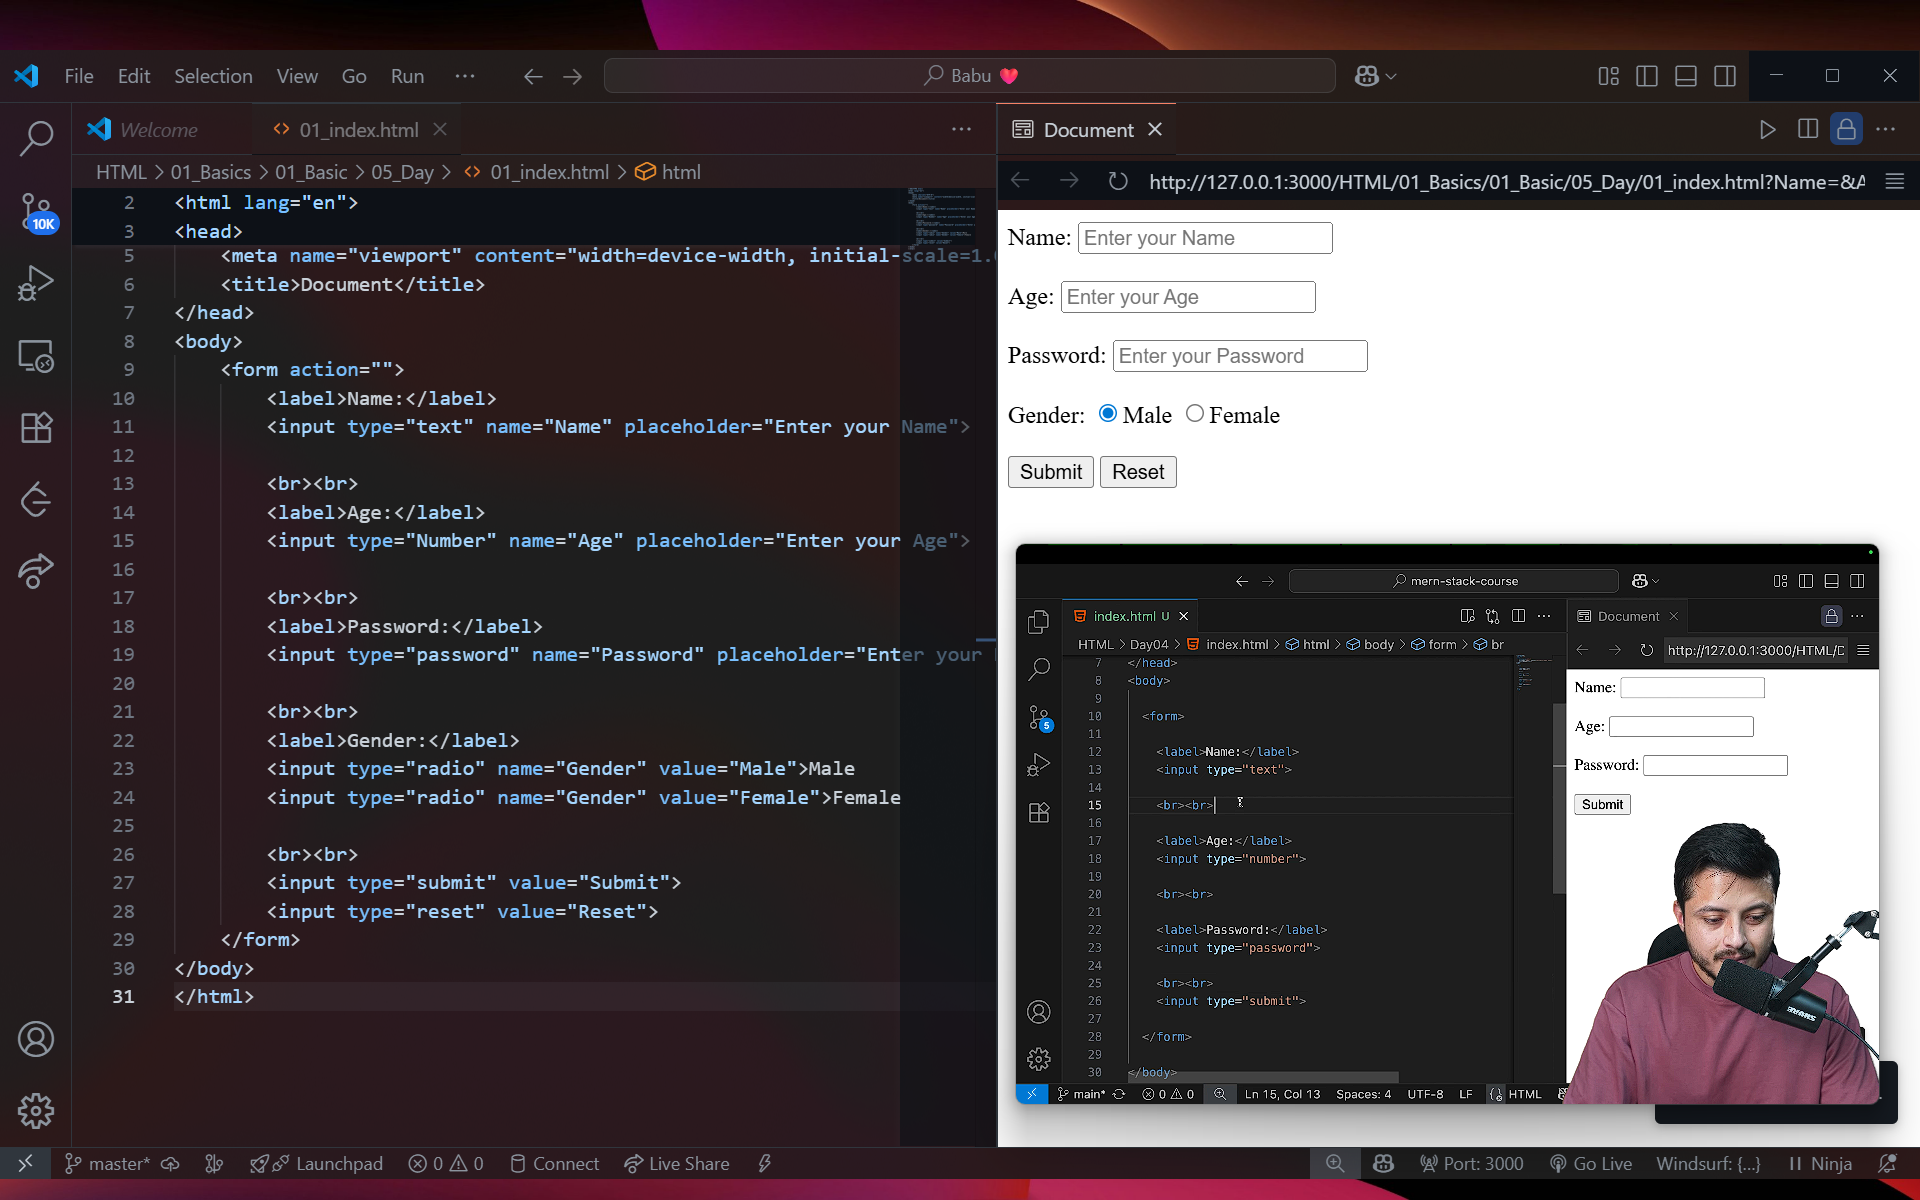 File Edit Selection View Go Run ··· Babu
Welcome 01_index.html
HTML > 01_Basics > 01_Basic > 05_Day > 01_index.html > html
10K
2 <html lang="en">
3 <head>
5 <meta name="viewport" content="width=device-width, initial-scale=1.
6 <title>Document</title>
7 </head>
8 <body>
9 <form action="">
10 <label>Name:</label>
11 <input type="text" name="Name" placeholder="Enter your Name">
12
13 <br><br>
14 <label>Age:</label>
15 <input type="Number" name="Age" placeholder="Enter your Age">
16
17 <br><br>
18 <label>Password:</label>
19 <input type="password" name="Password" placeholder="Enter your
20
21 <br><br>
22 <label>Gender:</label>
23 <input type="radio" name="Gender" value="Male">Male
24 <input type="radio" name="Gender" value="Female">Female
25
26 <br><br>
27 <input type="submit" value="Submit">
28 <input type="reset" value="Reset">
29 </form>
30 </body>
31 </html>
Document
http://127.0.0.1:3000/HTML/01_Basics/01_Basic/05_Day/01_index.html?Name=&A
Name: Enter your Name
Age: Enter your Age
Password: Enter your Password
Gender: Male Female
Submit Reset
mern-stack-course
index.html U
HTML > Day04 > index.html > html > body > form > br
5
7 </head>
8 <body>
9
10 <form>
11
12 <label>Name:</label>
13 <input type="text">
14
15 <br><br>
16
17 <label>Age:</label>
18 <input type="number">
19
20 <br><br>
21
22 <label>Password:</label>
23 <input type="password">
24
25 <br><br>
26 <input type="submit">
27
28 </form>
29
30 </body>
Document
http://127.0.0.1:3000/HTML/D
Name:
Age:
Password:
Submit
main* 0 0 Ln 15, Col 13 Spaces: 4 UTF-8 LF HTML
master* Launchpad 0 0 Connect Live Share Port: 3000 Go Live Windsurf: {...} Ninja